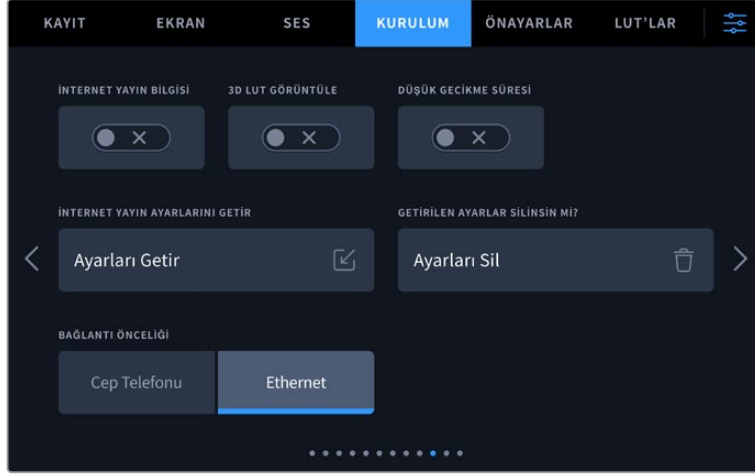 KAYIT EKRAN SES KURULUM ÖNAYARLAR LUT'LAR
İNTERNET YAYIN BİLGİSİ 3D LUT GÖRÜNTÜLE DÜŞÜK GECİKME SÜRESİ
İNTERNET YAYIN AYARLARINI GETİR GETİRİLEN AYARLAR SİLİNSİN Mİ?
Ayarları Getir Ayarları Sil
BAĞLANTI ÖNCELİĞİ
Cep Telefonu Ethernet